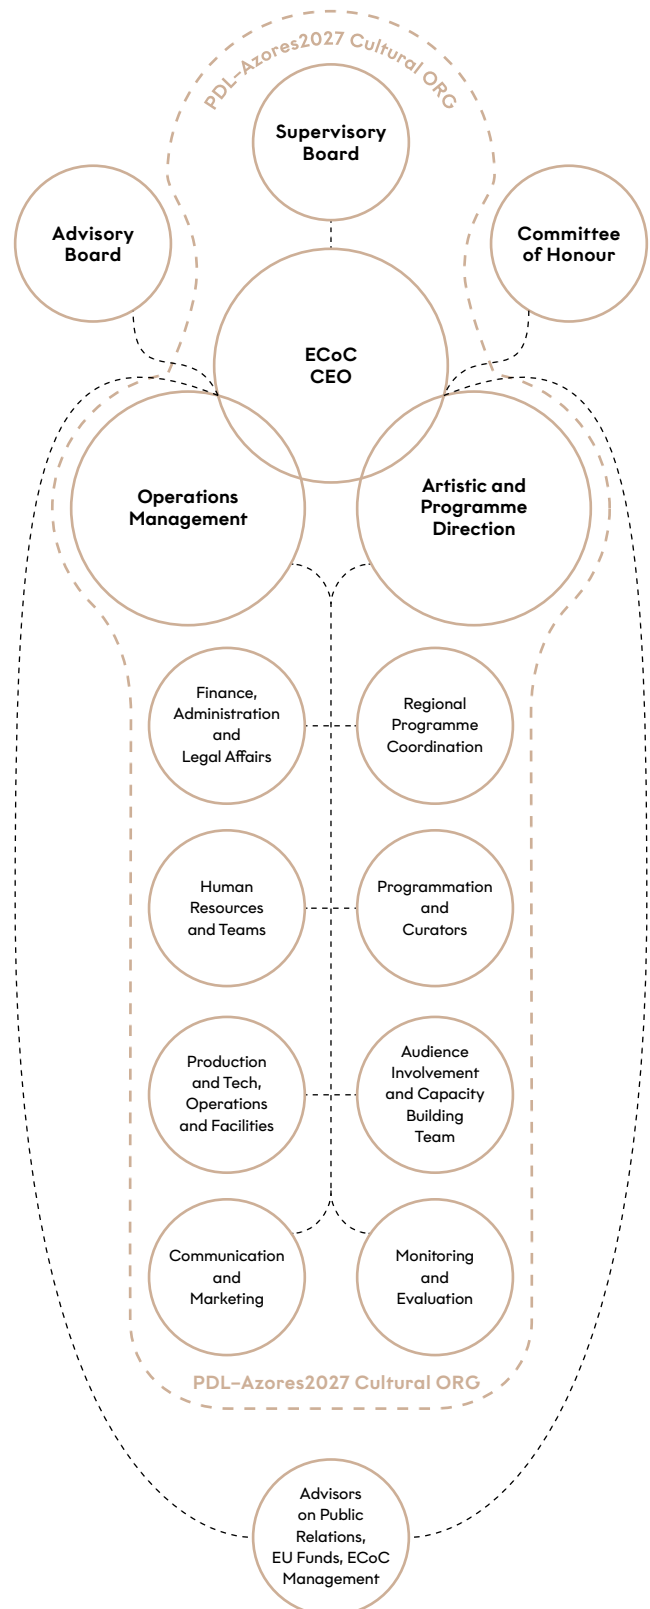 PDL–Azores2027 Cultural ORG
Supervisory
Board
Advisory
Board
Committee
of Honour
ECoC
CEO
Operations
Management
Artistic and
Programme
Direction
Finance,
Administration
and
Legal Affairs
Regional
Programme
Coordination
Human
Resources
and Teams
Programmation
and
Curators
Production
and Tech,
Operations
and Facilities
Audience
Involvement
and Capacity
Building
Team
Communication
and
Marketing
Monitoring
and
Evaluation
PDL–Azores2027 Cultural ORG
Advisors
on Public
Relations,
EU Funds, ECoC
Management